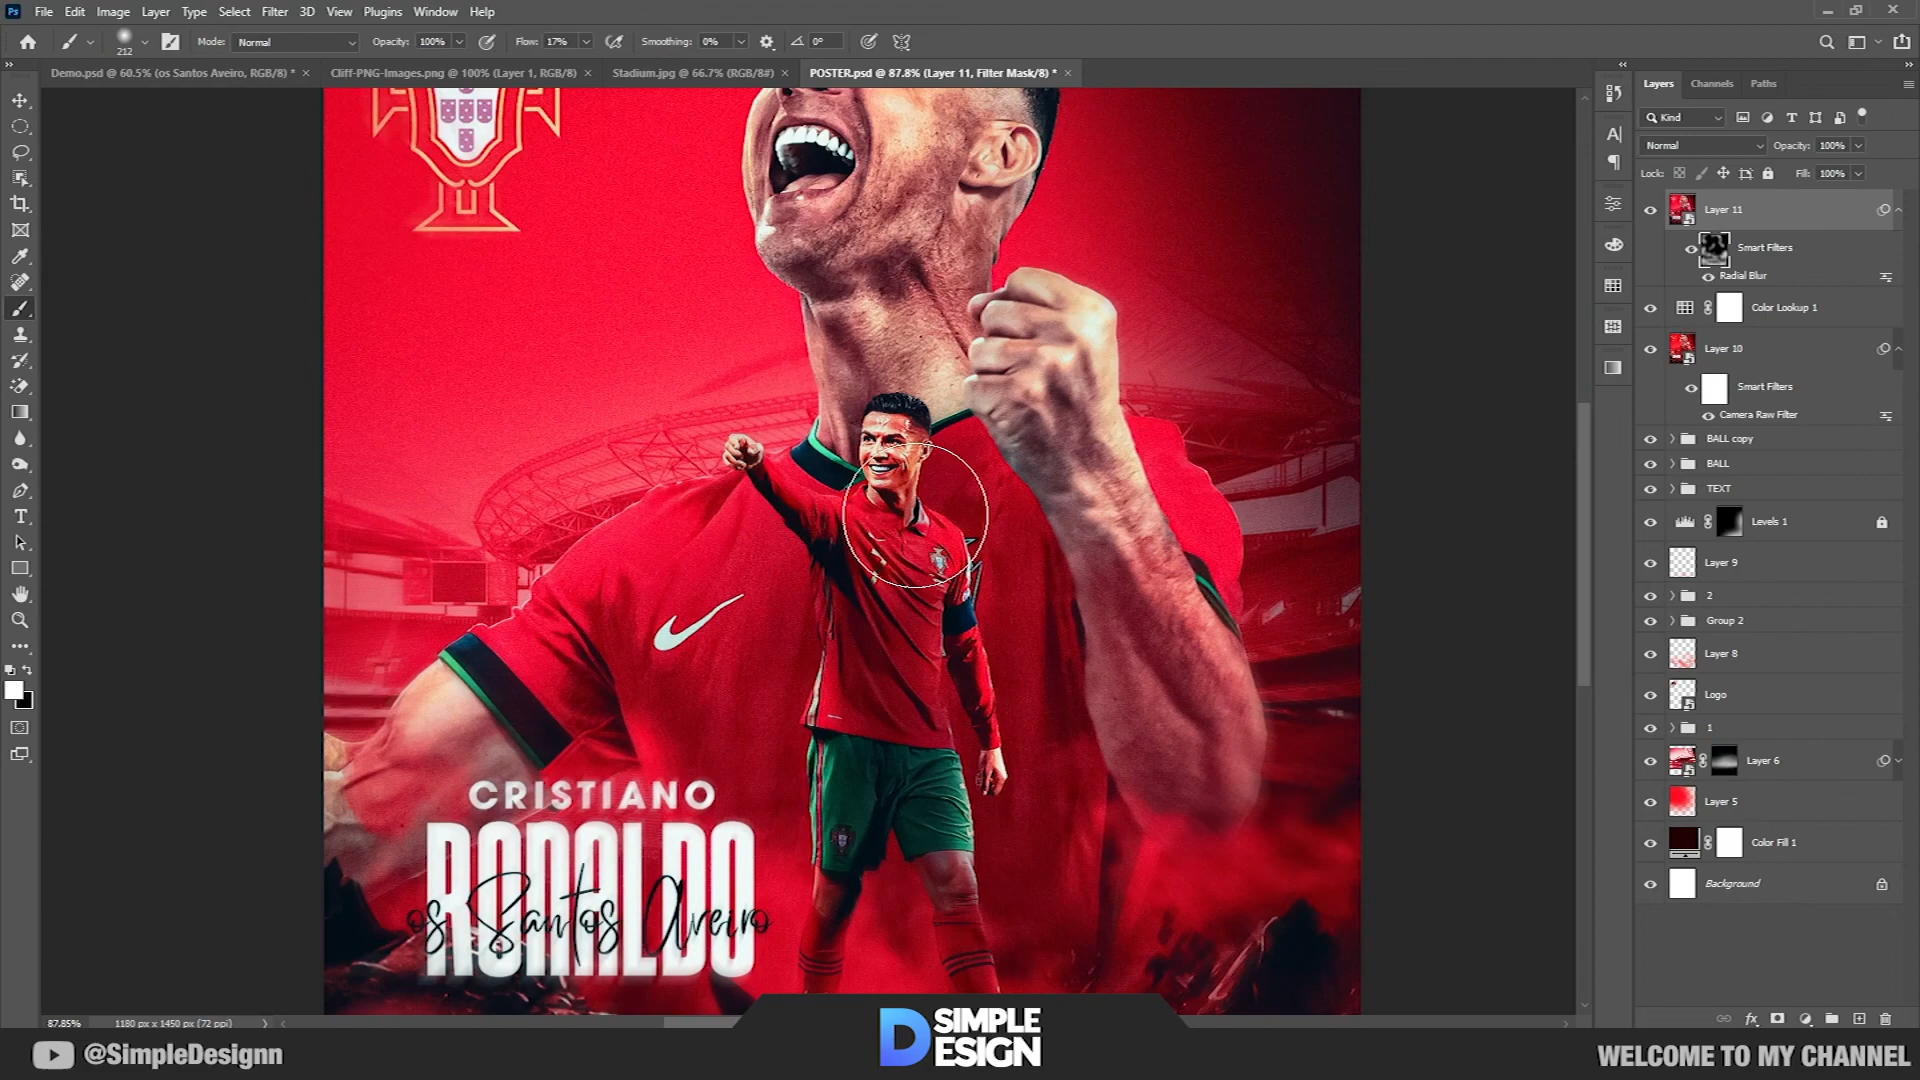 Ps File Edit Image Layer Type Select Filter 3D View Plugins Window Help
212 Mode: Normal Opacity: 100% Flow: 17% Smoothing: 0% 0°
Demo.psd @ 60.5% (os Santos Aveiro, RGB/8) * × Cliff-PNG-Images.png @ 100% (Layer 1, RGB/8) × Stadium.jpg @ 66.7% (RGB/8#) × POSTER.psd @ 87.8% (Layer 11, Filter Mask/8) * ×
Layers Channels Paths
Kind
Normal Opacity: 100%
Lock: Fill: 100%
Layer 11
Smart Filters
Radial Blur
Color Lookup 1
Layer 10
Smart Filters
Camera Raw Filter
BALL copy
BALL
TEXT
Levels 1
Layer 9
2
Group 2
Layer 8
Logo
1
Layer 6
Layer 5
Color Fill 1
Background
CRISTIANO
RONALDO
os Santos Aveiro
87.85% 1180 px x 1450 px (72 ppi)
@SimpleDesignn
D SIMPLE
ESIGN
WELCOME TO MY CHANNEL